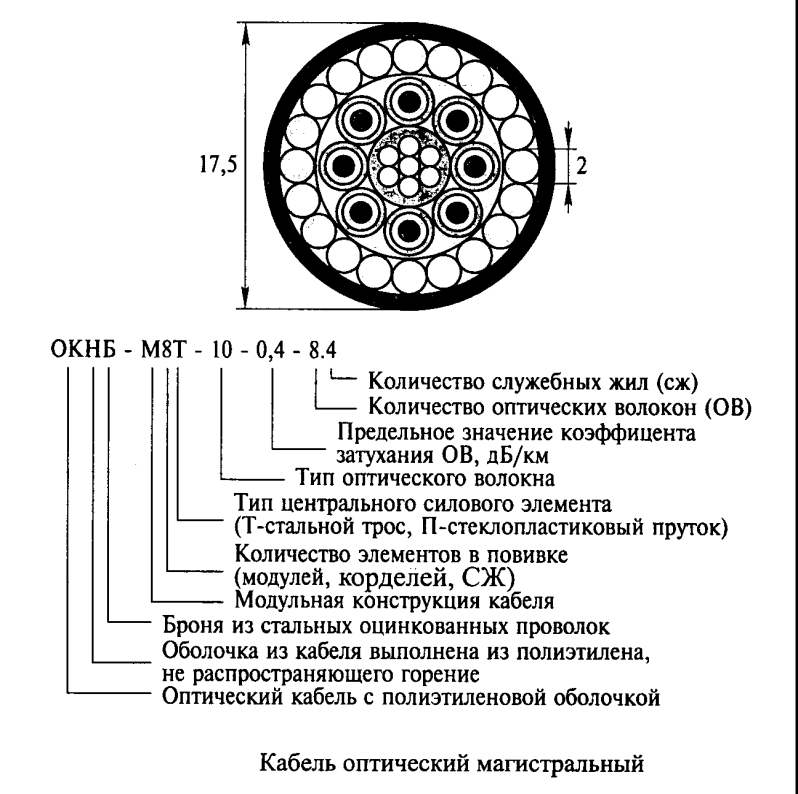 17,5
2
ОКНБ - М8Т - 10 - 0,4 - 8.4
Количество служебных жил (сж)
Количество оптических волокон (ОВ)
Предельное значение коэффицента
затухания ОВ, дБ/км
Тип оптического волокна
Тип центрального силового элемента
(Т-стальной трос, П-стеклопластиковый пруток)
Количество элементов в повивке
(модулей, корделей, СЖ)
Модульная конструкция кабеля
Броня из стальных оцинкованных проволок
Оболочка из кабеля выполнена из полиэтилена,
не распространяющего горение
Оптический кабель с полиэтиленовой оболочкой
Кабель оптический магистральный